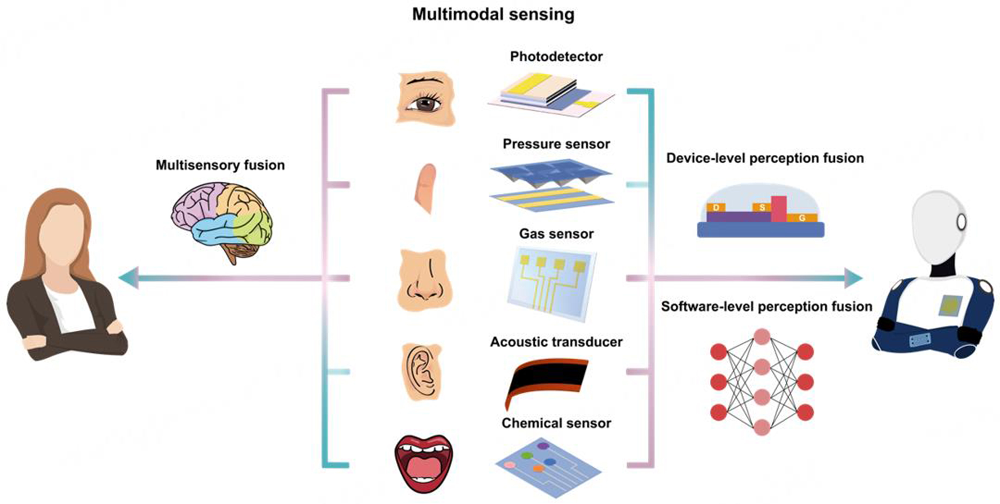 Multimodal sensing
Photodetector
Pressure sensor
Multisensory fusion
Device-level perception fusion
D
S
G
Gas sensor
Software-level perception fusion
Acoustic transducer
Chemical sensor